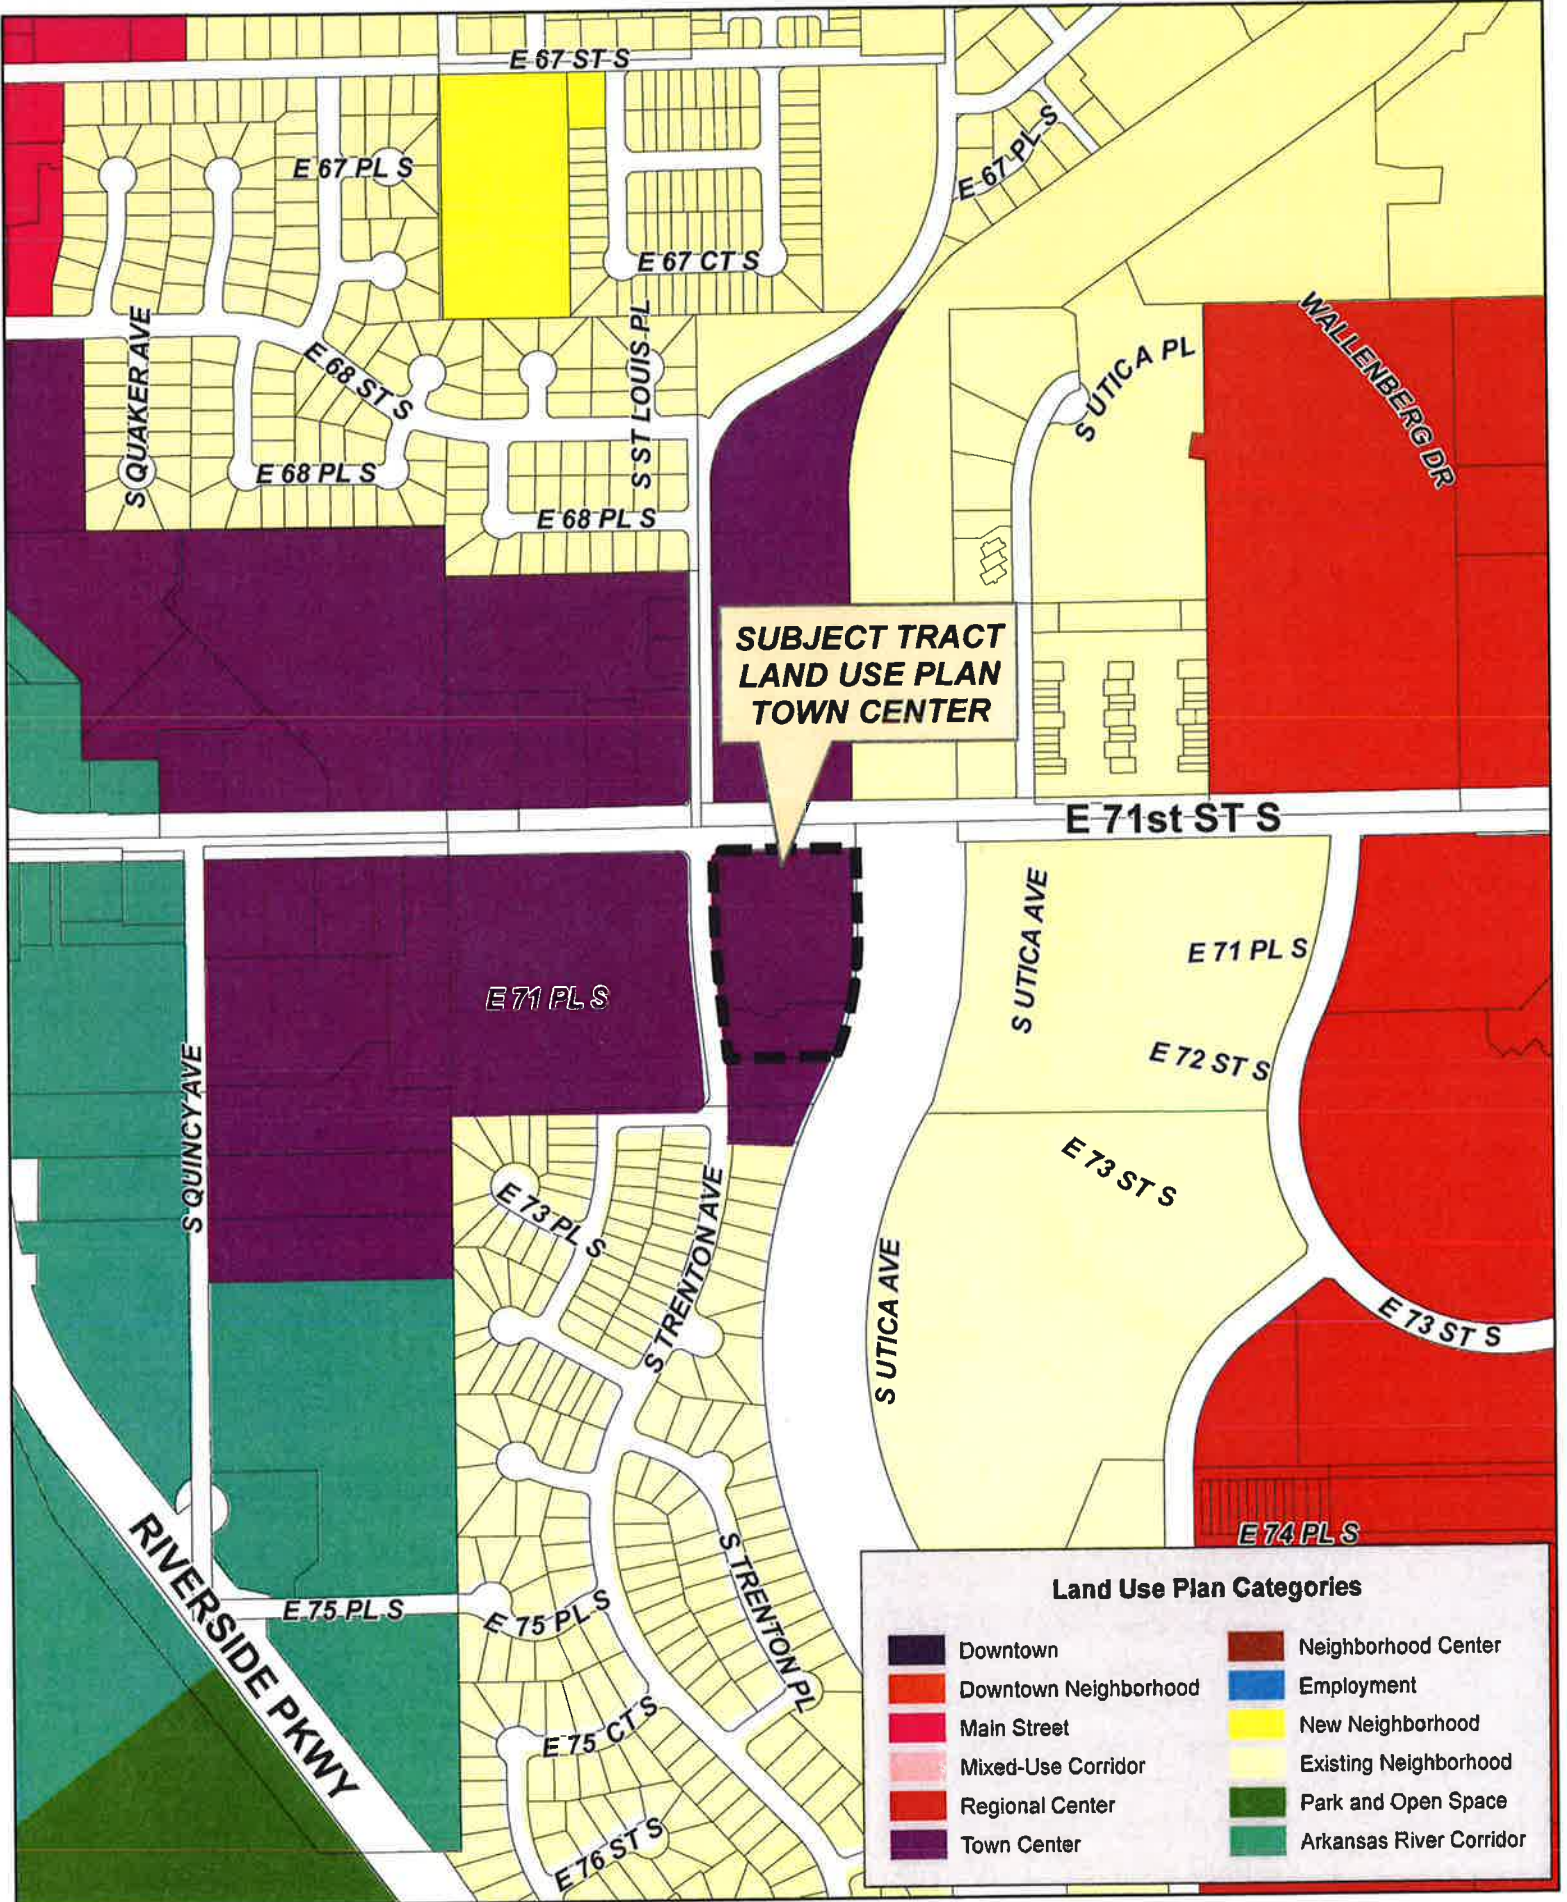 E 67 ST S
E 67 PL S
E 67 PL S
E 67 CT S
S QUAKER AVE
E 68 ST S
S ST LOUIS PL
S UTICA PL
WALLENBERG DR
E 68 PL S
E 68 PL S
SUBJECT TRACT
LAND USE PLAN
TOWN CENTER
E 71st ST S
S UTICA AVE
E 71 PL S
E 71 PL S
E 72 ST S
S QUINCY AVE
E 73 ST S
E 73 PL S
S TRENTON AVE
S UTICA AVE
E 73 ST S
E 74 PL S
RIVERSIDE PKWY
E 75 PL S
E 75 PL S
S TRENTON PL
E 75 CT S
E 76 ST S
Land Use Plan Categories
Downtown
Downtown Neighborhood
Main Street
Mixed-Use Corridor
Regional Center
Town Center
Neighborhood Center
Employment
New Neighborhood
Existing Neighborhood
Park and Open Space
Arkansas River Corridor